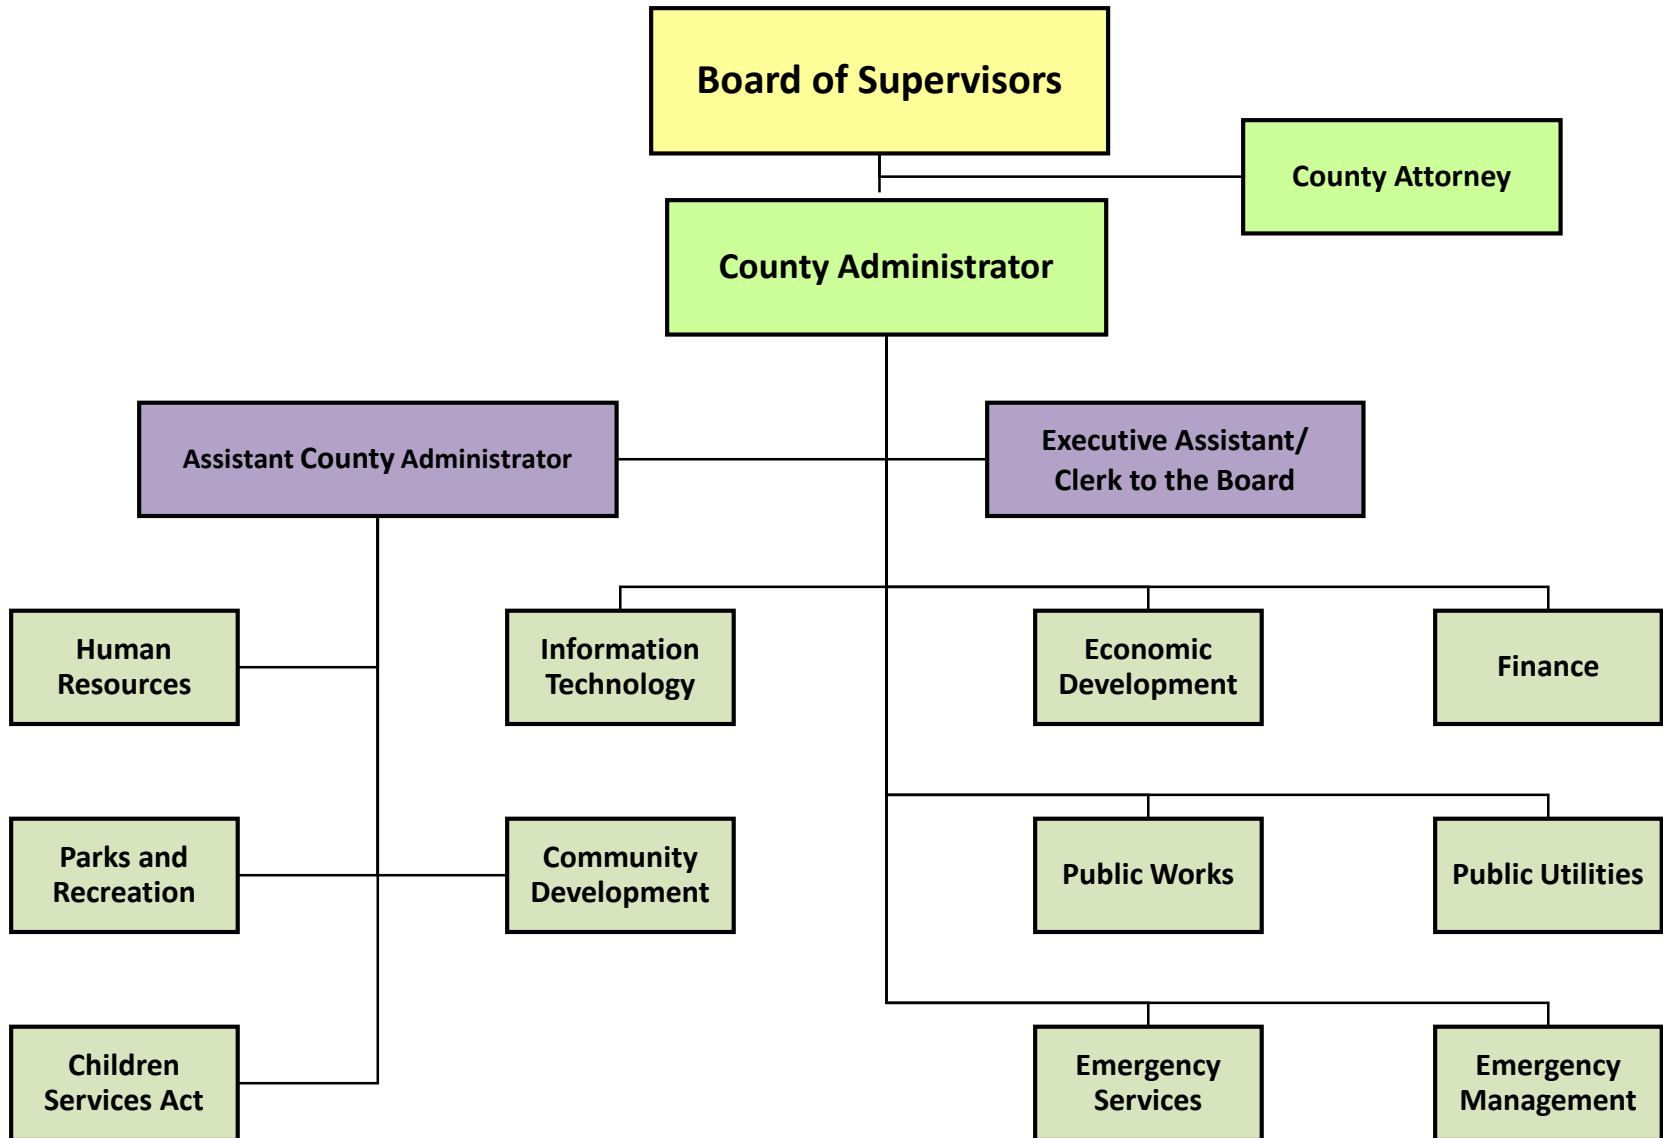 Board of Supervisors
County Attorney
County Administrator
Assistant County Administrator
Executive Assistant/
Clerk to the Board
Human
Resources
Information
Technology
Economic
Development
Finance
Parks and
Recreation
Community
Development
Public Works
Public Utilities
Children
Services Act
Emergency
Services
Emergency
Management